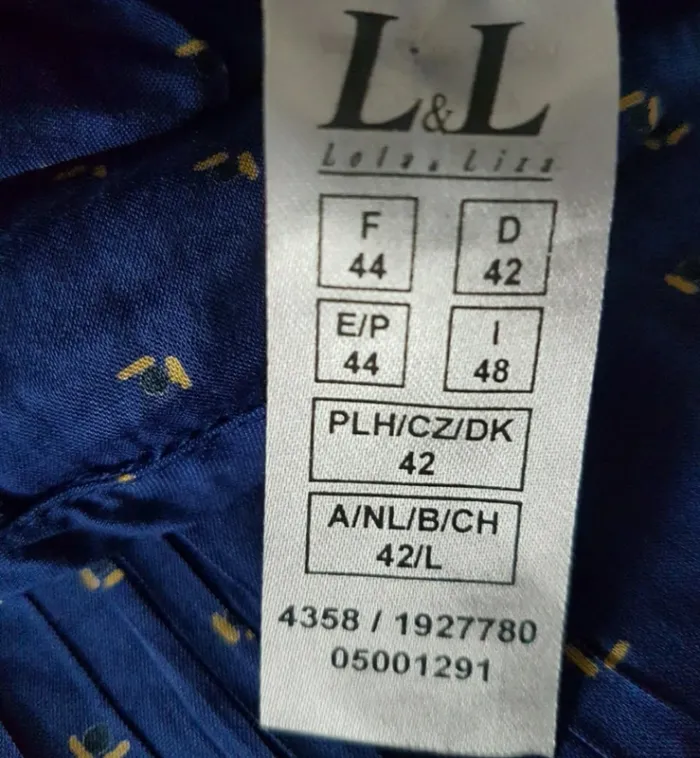 L&L
Lola & Liza
F
44
D
42
E/P
44
I
48
PLH/CZ/DK
42
A/NL/B/CH
42/L
4358 / 1927780
05001291